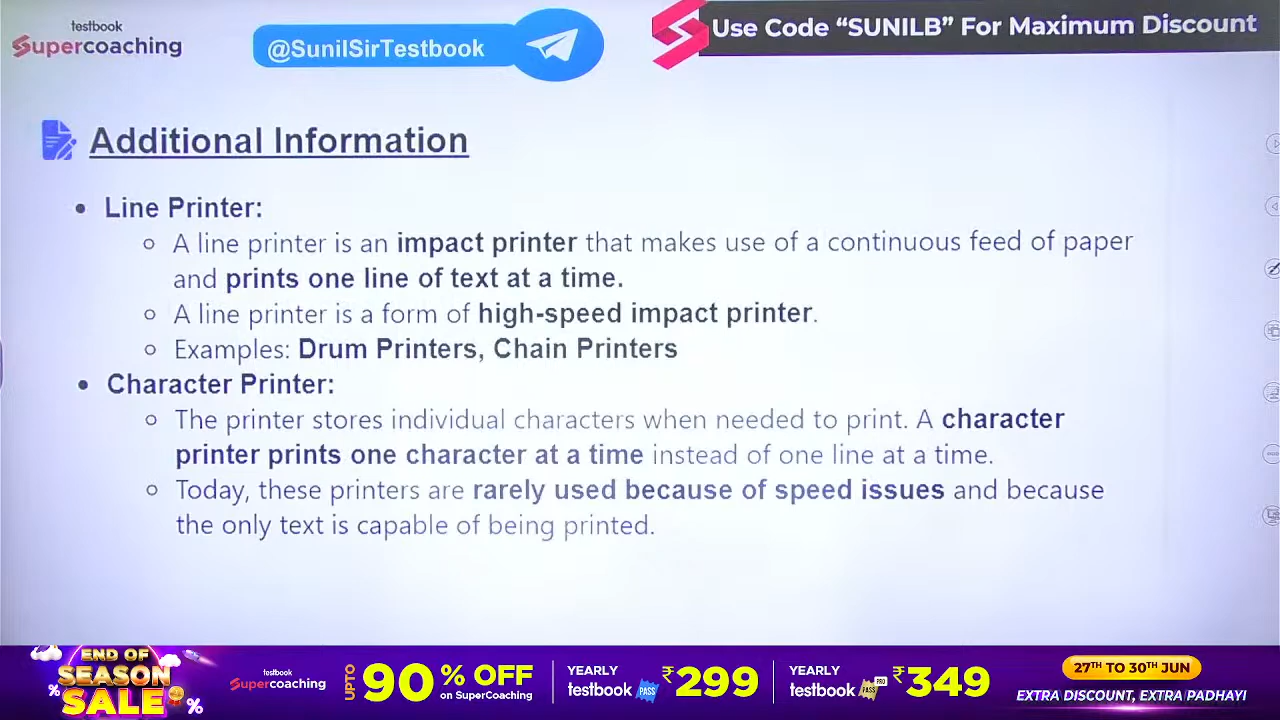 testbook
Supercoaching
@SunilSirTestbook
Use Code “SUNILB” For Maximum Discount
Additional Information
• Line Printer:
o A line printer is an impact printer that makes use of a continuous feed of paper
and prints one line of text at a time.
o A line printer is a form of high-speed impact printer.
o Examples: Drum Printers, Chain Printers
• Character Printer:
o The printer stores individual characters when needed to print. A character
printer prints one character at a time instead of one line at a time.
o Today, these printers are rarely used because of speed issues and because
the only text is capable of being printed.
END OF
SEASON
SALE
testbook
Supercoaching
UPTO 90% OFF
on SuperCoaching
YEARLY
testbook PASS ₹299
YEARLY
testbook PASS PRO ₹349
27TH TO 30TH JUN
EXTRA DISCOUNT, EXTRA PADHAYI